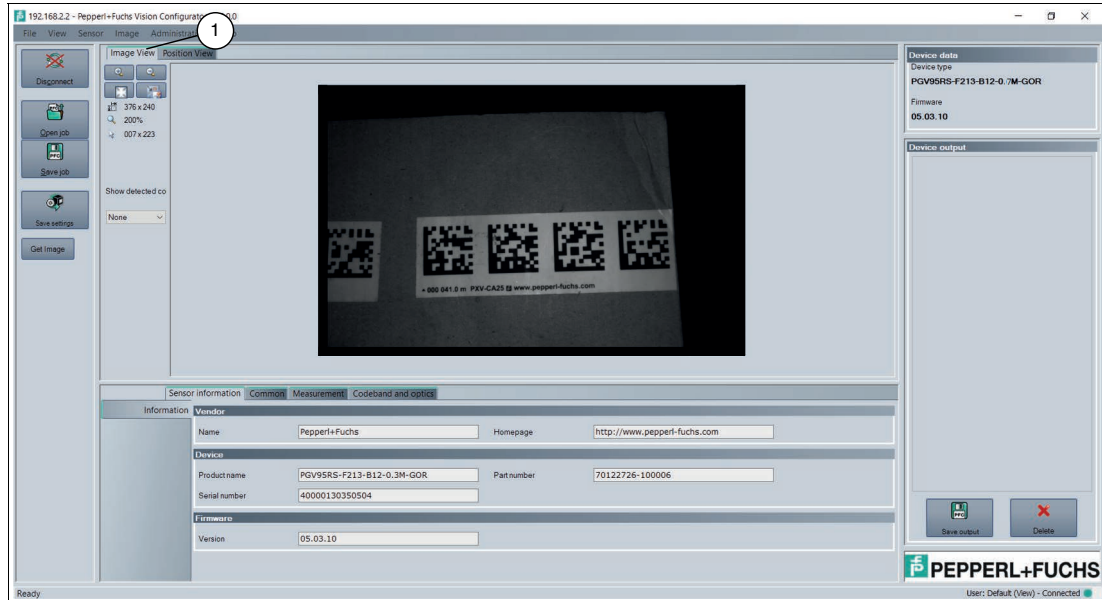 192.168.2.2 - Pepperl+Fuchs Vision Configurator
File View Sensor Image
1
Disconnect
Open job
Save job
Save settings
Get Image
Image View Position View
376 x 240
200%
007 x 223
Show detected co
None
+ 000 041.0 m PXV-CA25 www.pepperl-fuchs.com
Sensor information Common Measurement Codeband and optics
Information
Vendor
Name Pepperl+Fuchs Homepage http://www.pepperl-fuchs.com
Device
Product name PGV95RS-F213-B12-0.3M-GOR Part number 70122726-100006
Serial number 40000130350504
Firmware
Version 05.03.10
Device data
Device type
PGV95RS-F213-B12-0.7M-GOR
Firmware
05.03.10
Device output
Save output Delete
PEPPERL+FUCHS
Ready User: Default (View) - Connected